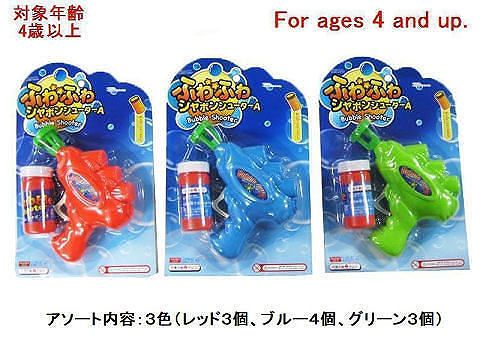 対象年齢
4歳以上
For ages 4 and up.
ふわふわ
シャボンシューターA
Bubble Shooter
ふわふわ
シャボンシューターA
Bubble Shooter
ふわふわ
シャボンシューターA
Bubble Shooter
アソート内容：3色（レッド3個、ブルー4個、グリーン3個）